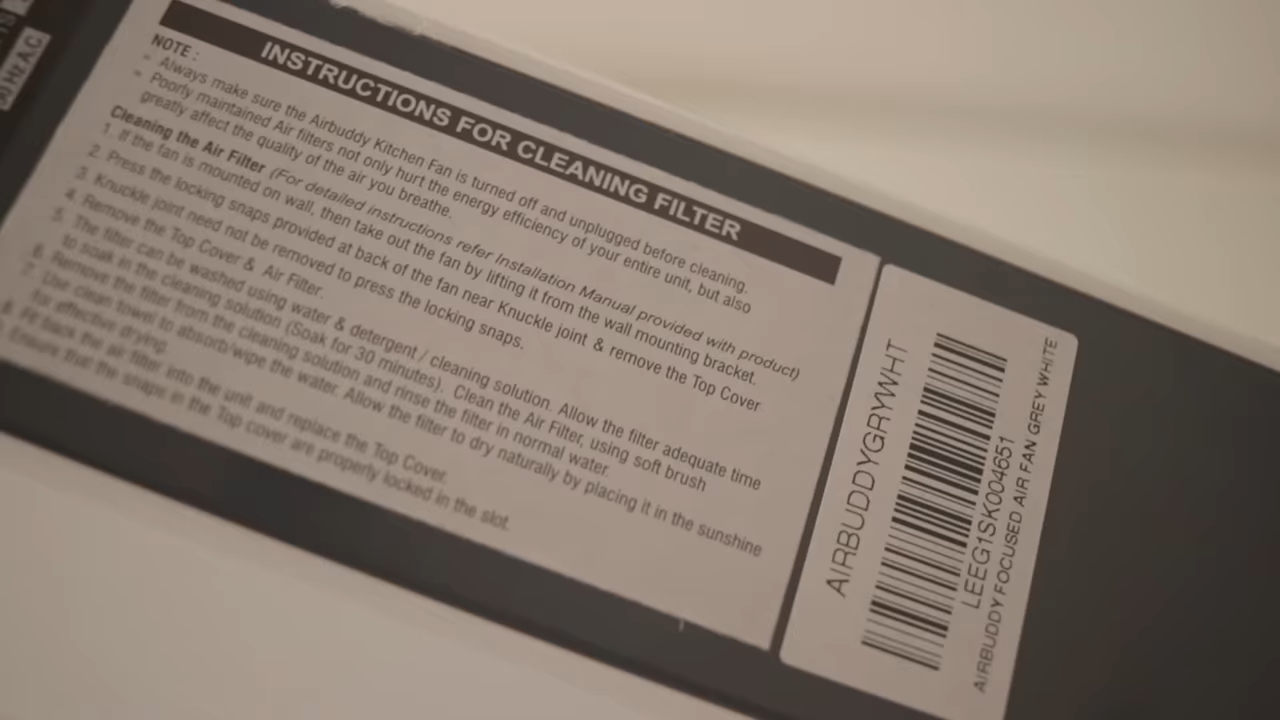 INSTRUCTIONS FOR CLEANING FILTER
NOTE :
Always make sure the Airbuddy Kitchen Fan is turned off and unplugged before cleaning.
Poorly maintained Air filters not only hurt the energy efficiency of your entire unit, but also
greatly affect the quality of the air you breathe.
Cleaning the Air Filter (For detailed instructions refer Installation Manual provided with product)
1. If the fan is mounted on wall, then take out the fan by lifting it from the wall mounting bracket.
2. Press the locking snaps provided at back of the fan near Knuckle joint & remove the Top Cover
3. Knuckle joint need not be removed to press the locking snaps.
4. Remove the Top Cover & Air Filter.
5. The filter can be washed using water & detergent / cleaning solution. Allow the filter adequate time
to soak in the cleaning solution (Soak for 30 minutes). Clean the Air Filter, using soft brush
6. Remove the filter from the cleaning solution and rinse the filter in normal water.
7. Use clean towel to absorb/wipe the water. Allow the filter to dry naturally by placing it in the sunshine
for effective drying.
8. Fit back the air filter into the unit and replace the Top Cover.
Ensure that the snaps in the Top cover are properly locked in the slot.
AIRBUDDYGRYWHT
LEEG1SK004651
AIRBUDDY FOCUSED AIR FAN GREY WHITE
Hz A.C